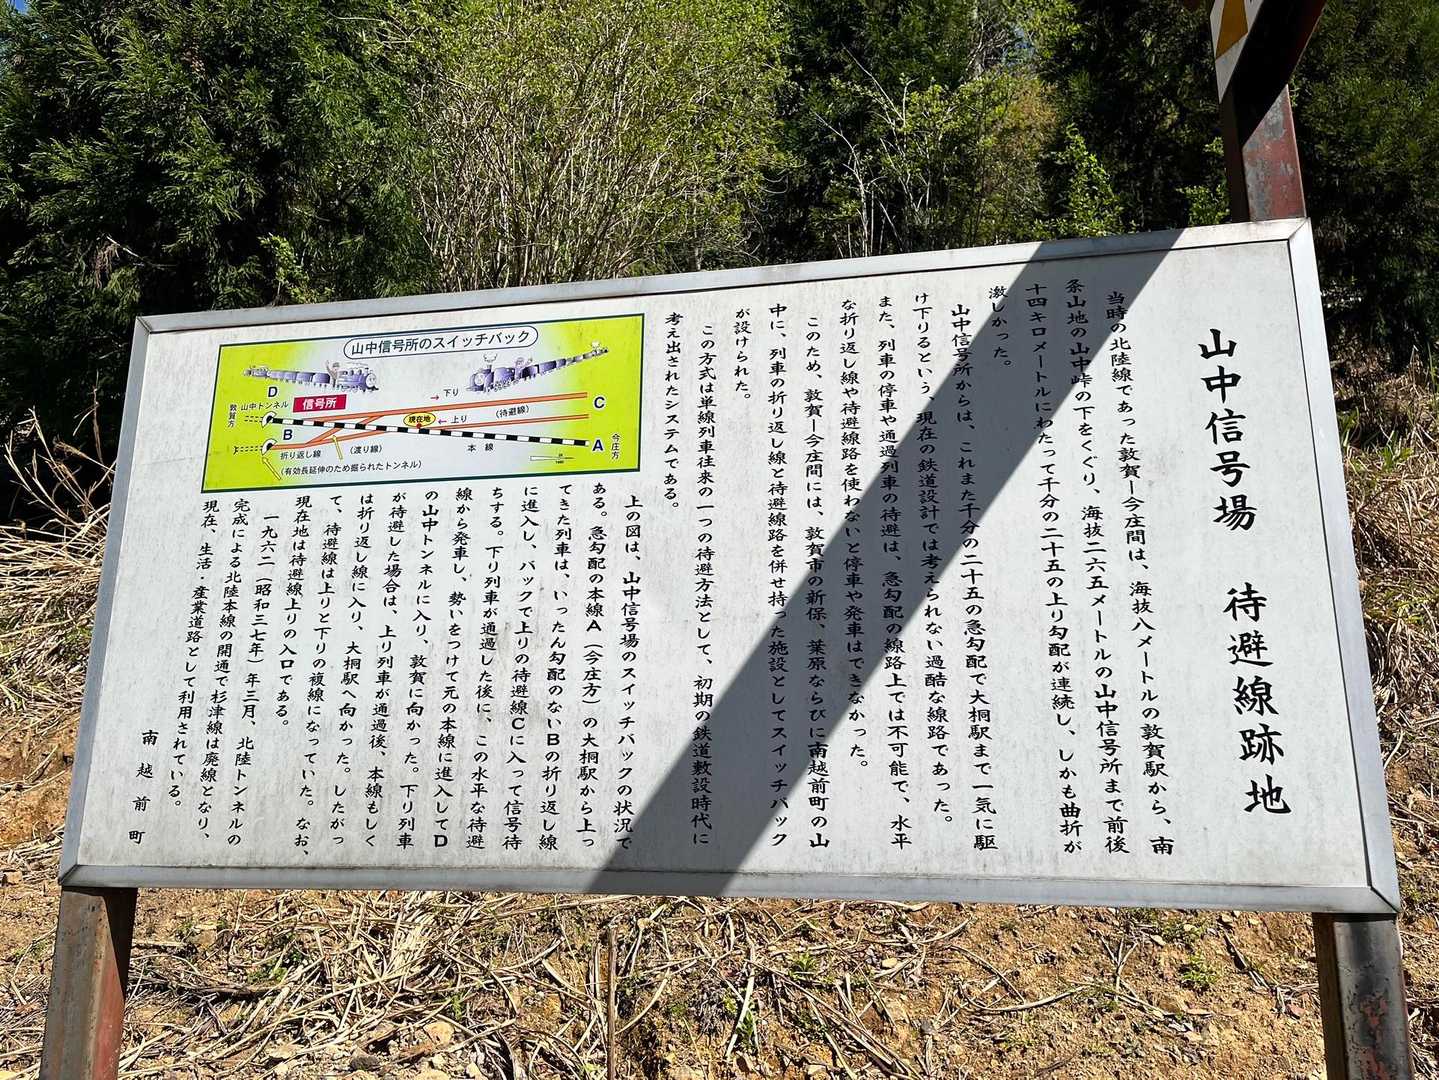 山中信号場　待避線跡地
当時の北陸線であった敦賀ー今庄間は、海抜八メートルの敦賀駅から、南
条山地の山中峠の下をくぐり、海抜二六五メートルの山中信号所まで前後
十四キロメートルにわたって千分の二十五の上り勾配が連続し、しかも曲折が
激しかった。
山中信号所からは、これまた千分の二十五の急勾配で大桐駅まで一気に駆
け下りるという、現在の鉄道設計では考えられない過酷な線路であった。
また、列車の停車や通過列車の待避は、急勾配の線路上では不可能で、水平
な折り返し線や待避線路を使わないと停車や発車はできなかった。
このため、敦賀ー今庄間には、敦賀市の新保、葉原ならびに南越前町の山
中に、列車の折り返し線と待避線路を併せ持った施設としてスイッチバック
が設けられた。
この方式は単線列車往来の一つの待避方法として、初期の鉄道敷設時代に
考え出されたシステムである。
上の図は、山中信号場のスイッチバックの状況で
ある。急勾配の本線A（今庄方）の大桐駅から上っ
てきた列車は、いったん勾配のないBの折り返し線
に進入し、バックで上りの待避線Cに入って信号待
ちする。下り列車が通過した後に、この水平な待避
線から発車し、勢いをつけて元の本線に進入してD
の山中トンネルに入り、敦賀に向かった。下り列車
が待避した場合は、上り列車が通過後、本線もしく
は折り返し線に入り、大桐駅へ向かった。したがっ
て、待避線は上りと下りの複線になっていた。なお、
現在地は待避線上りの入口である。
一九六二（昭和三七年）年三月、北陸トンネルの
完成による北陸本線の開通で杉津線は廃線となり、
現在、生活・産業道路として利用されている。
南越前町
山中信号所のスイッチバック
D
敦賀方
山中トンネル
信号所
→下り
現在地
←上り
（待避線）
C
B
折り返し線
（渡り線）
本線
A
今庄方
（有効長延伸のため掘られたトンネル）